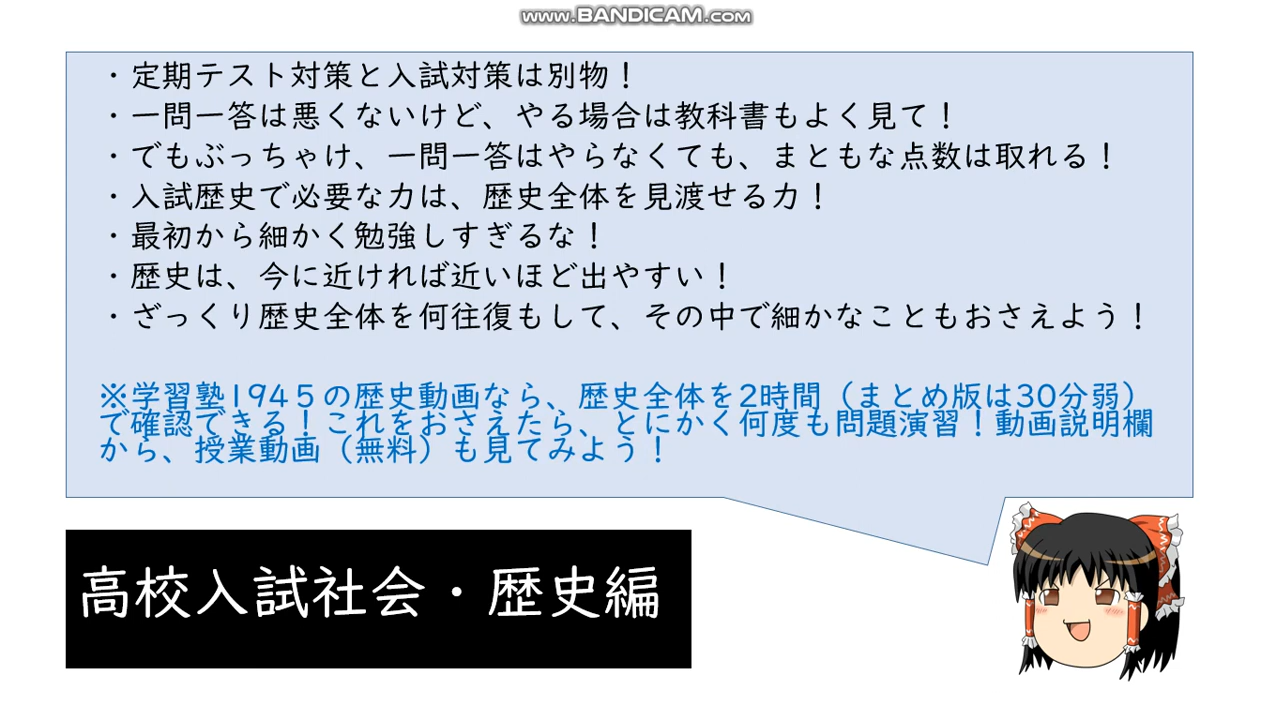 www.BANDICAM.com
・定期テスト対策と入試対策は別物！
・一問一答は悪くないけど、やる場合は教科書もよく見て！
・でもぶっちゃけ、一問一答はやらなくても、まともな点数は取れる！
・入試歴史で必要な力は、歴史全体を見渡せる力！
・最初から細かく勉強しすぎるな！
・歴史は、今に近ければ近いほど出やすい！
・ざっくり歴史全体を何往復もして、その中で細かなこともおさえよう！
※学習塾1945の歴史動画なら、歴史全体を2時間（まとめ版は30分弱）
で確認できる！これをおさえたら、とにかく何度も問題演習！動画説明欄
から、授業動画（無料）も見てみよう！
高校入試社会・歴史編